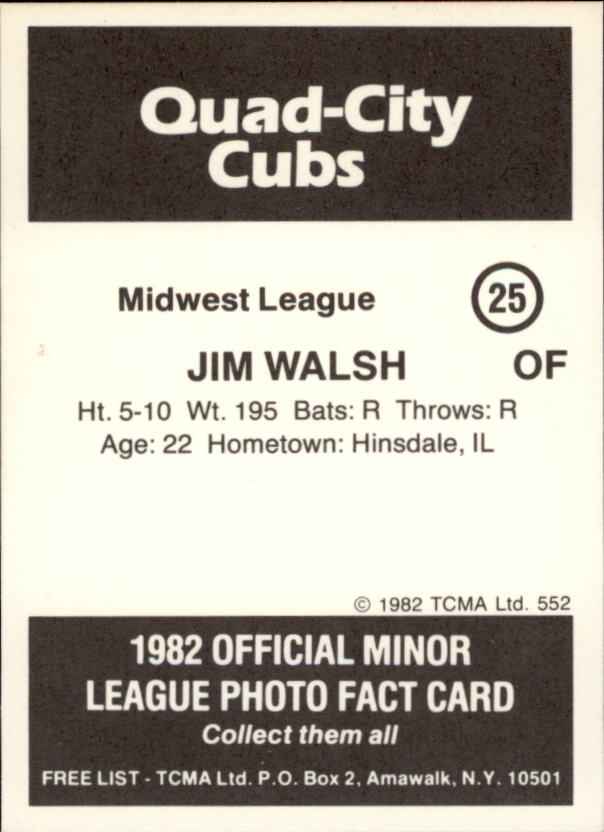 Quad-City
Cubs
Midwest League 25
JIM WALSH OF
Ht. 5-10 Wt. 195 Bats: R Throws: R
Age: 22 Hometown: Hinsdale, IL
© 1982 TCMA Ltd. 552
1982 OFFICIAL MINOR
LEAGUE PHOTO FACT CARD
Collect them all
FREE LIST - TCMA Ltd. P.O. Box 2, Amawalk, N.Y. 10501